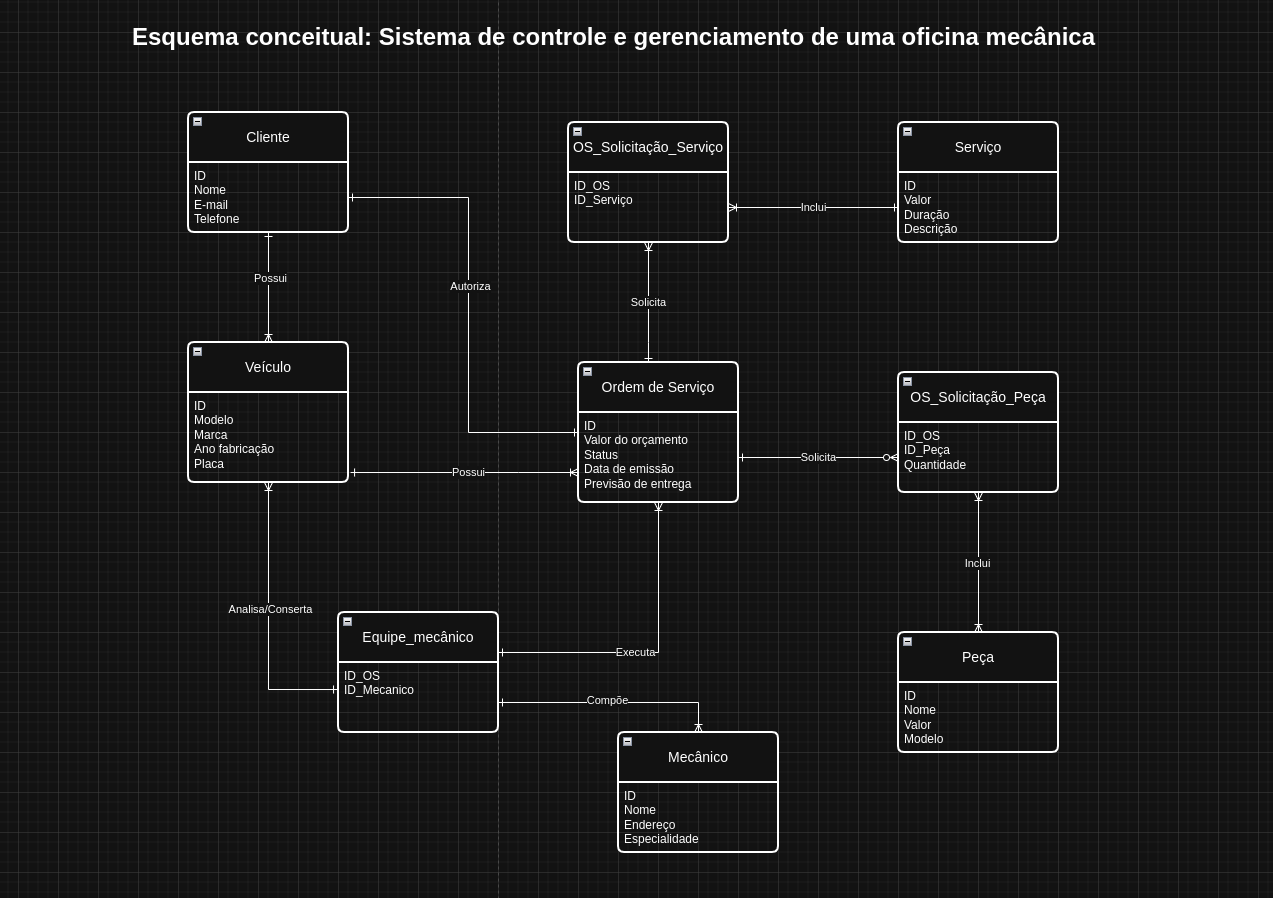 Esquema conceitual: Sistema de controle e gerenciamento de uma oficina mecânica
Cliente
ID
Nome
E-mail
Telefone
OS_Solicitação_Serviço
ID_OS
ID_Serviço
Inclui
Serviço
ID
Valor
Duração
Descrição
Possui
Autoriza
Solicita
Veículo
ID
Modelo
Marca
Ano fabricação
Placa
Possui
Ordem de Serviço
ID
Valor do orçamento
Status
Data de emissão
Previsão de entrega
Solicita
OS_Solicitação_Peça
ID_OS
ID_Peça
Quantidade
Inclui
Analisa/Conserta
Equipe_mecânico
ID_OS
ID_Mecanico
Executa
Compõe
Mecânico
ID
Nome
Endereço
Especialidade
Peça
ID
Nome
Valor
Modelo